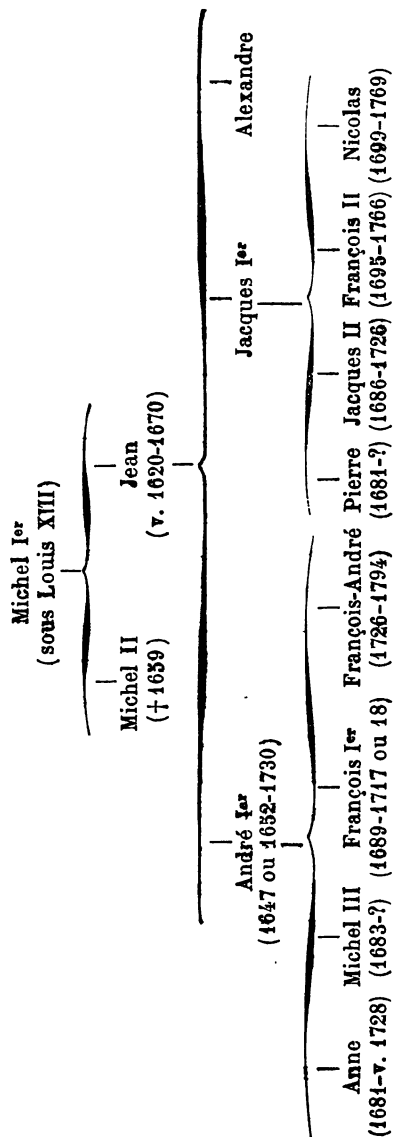 Michel Ier
(sous Louis XVII)
Michel II
(†1659)
Jean
(v. 1620-1670)
André Ier
(1647 ou 1652-1730)
Jacques Ier
Alexandre
Anne
(1681-v. 1728)
Michel III
(1683-?)
François Ier
(1689-1717 ou 18)
François-André
(1726-1794)
Pierre
(1681-?)
Jacques II
(1686-1726)
François II
(1695-1766)
Nicolas
(1699-1769)